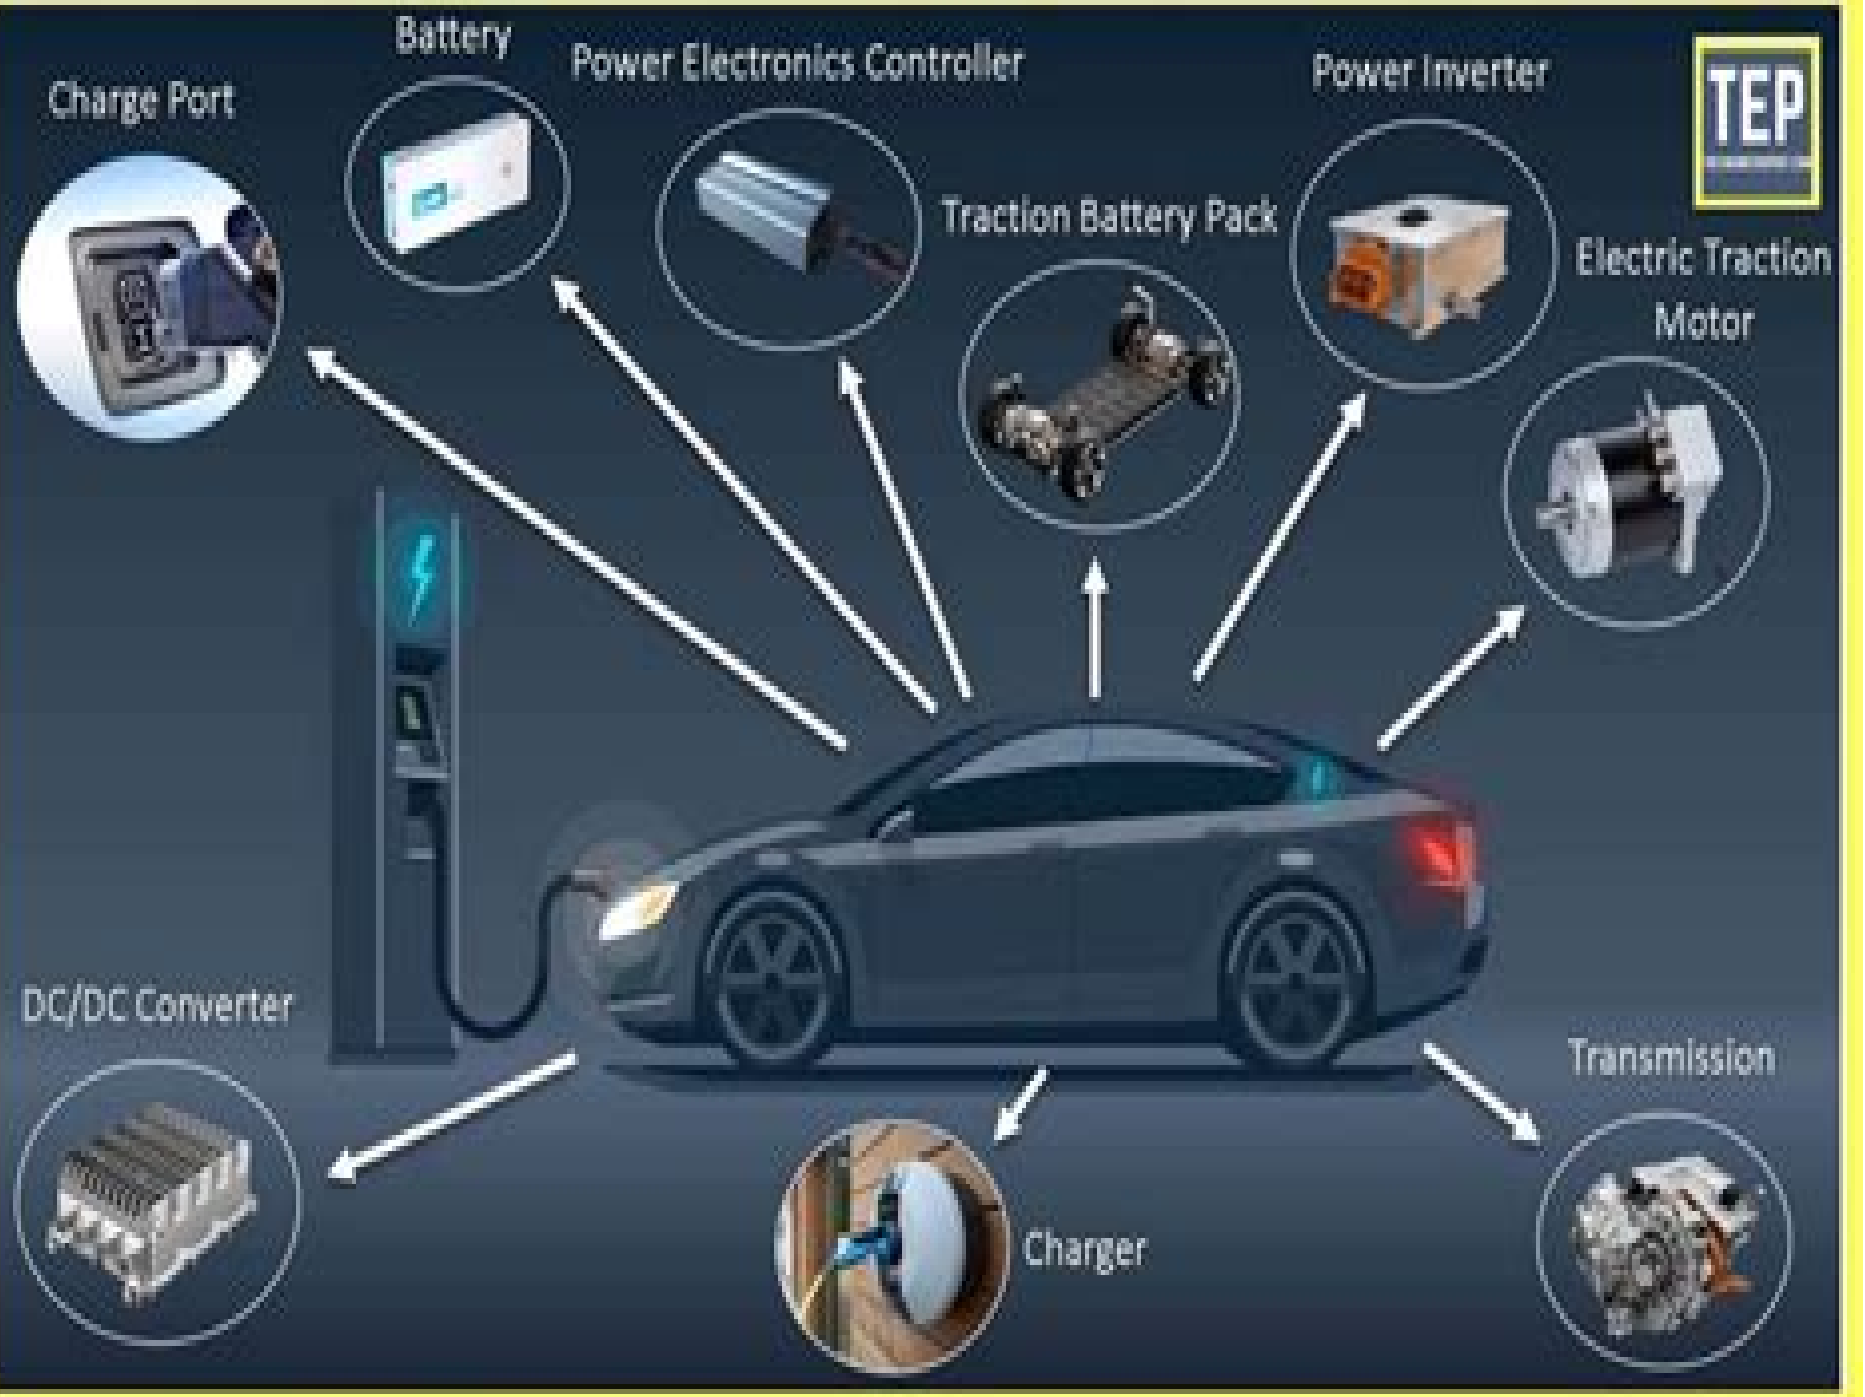 Battery
Power Electronics Controller
Power Inverter
TEP
Charge Port
Traction Battery Pack
Electric Traction
Motor
DC/DC Converter
Transmission
Charger